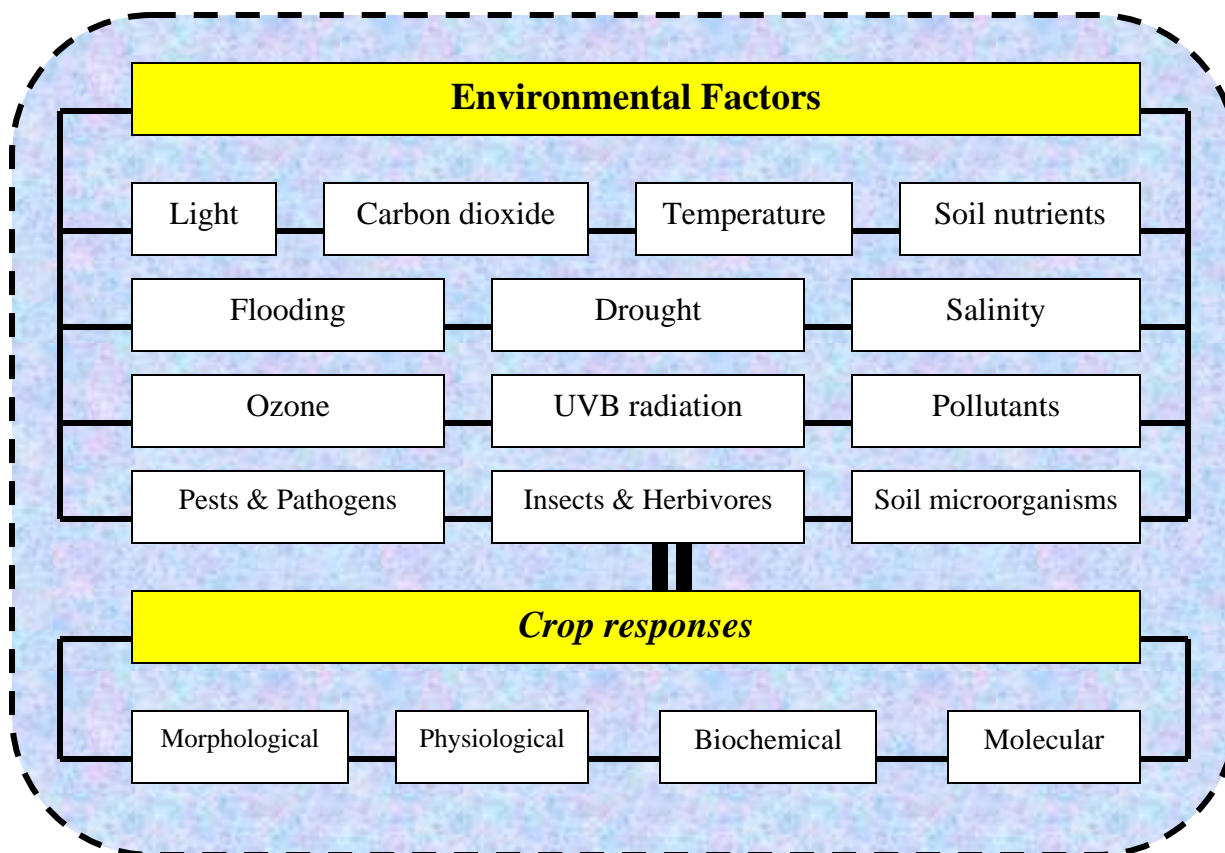 Environmental Factors
Light Carbon dioxide Temperature Soil nutrients
Flooding Drought Salinity
Ozone UVB radiation Pollutants
Pests & Pathogens Insects & Herbivores Soil microorganisms
Crop responses
Morphological Physiological Biochemical Molecular